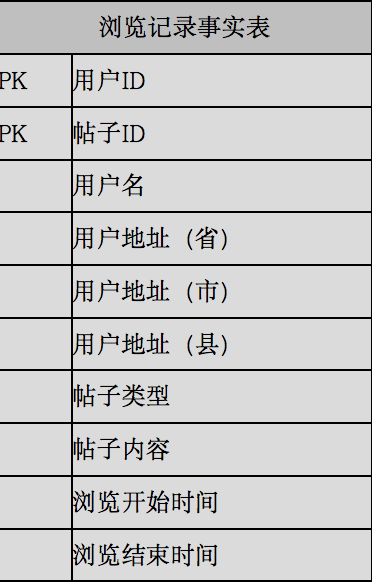 浏览记录事实表
PK 用户ID
PK 帖子ID
用户名
用户地址（省）
用户地址（市）
用户地址（县）
帖子类型
帖子内容
浏览开始时间
浏览结束时间